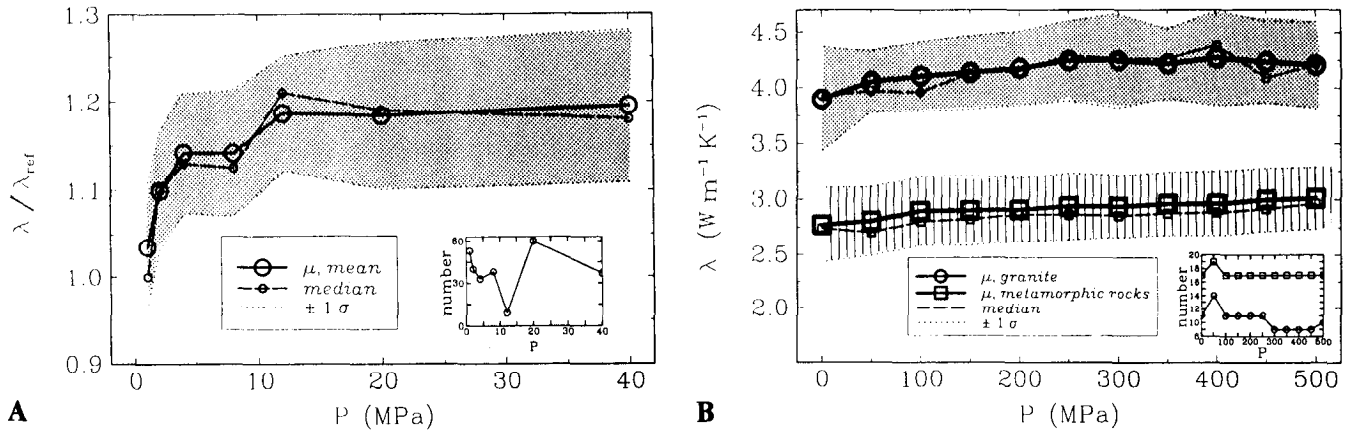 1.3
1.2
1.1
1.0
0.9
λ / λref
μ, mean
median
± 1 σ
60
30
0
number
0 10 20 30 40
P
0 10 20 30 40
P (MPa)
A
4.5
4.0
3.5
3.0
2.5
2.0
λ (W m⁻¹ K⁻¹)
μ, granite
μ, metamorphic rocks
median
± 1 σ
20
18
16
14
12
10
8
number
0 100 200 300 400 500
P
0 100 200 300 400 500
P (MPa)
B